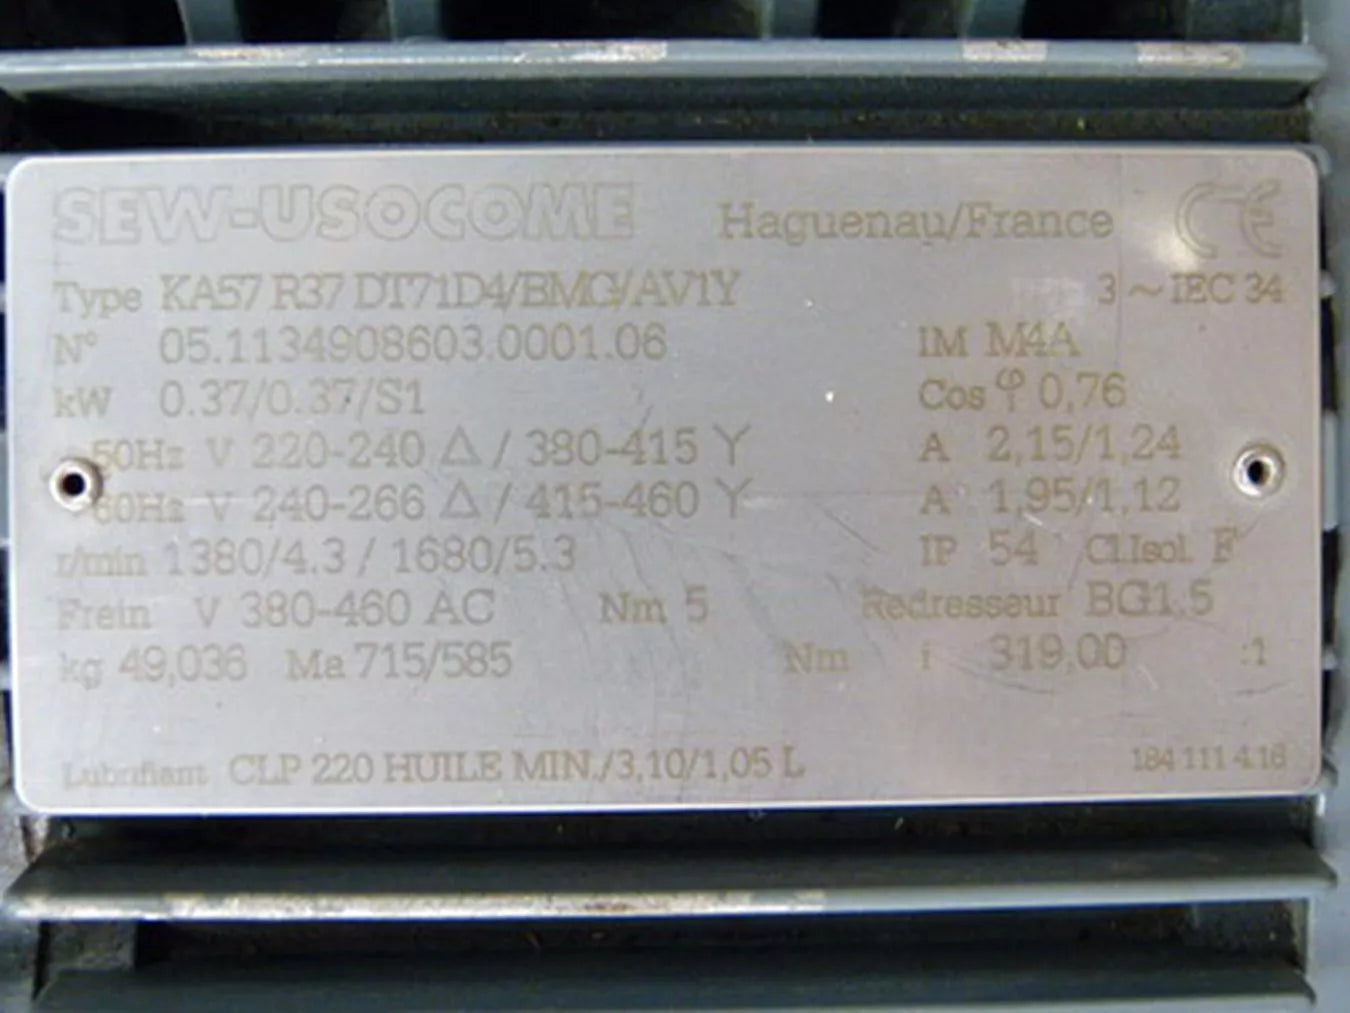 SEW-USOCOME Haguenau/France CE
Type KA57 R37 DT71D4/BMG/AV1Y 3 ~ IEC 34
N° 05.1134908603.0001.06 IM M4A
kW 0.37/0.37/S1 Cos φ 0,76
50Hz V 220-240 Δ / 380-415 Y A 2,15/1,24
60Hz V 240-266 Δ / 415-460 Y A 1,95/1,12
r/min 1380/4.3 / 1680/5.3 IP 54 Cl.Isol. F
Frein V 380-460 AC Nm 5 Redresseur BG1.5
kg 49,036 Ma 715/585 Nm i 319,00 :1
Lubrifiant CLP 220 HUILE MIN./3,10/1,05 L 184 111 4.16